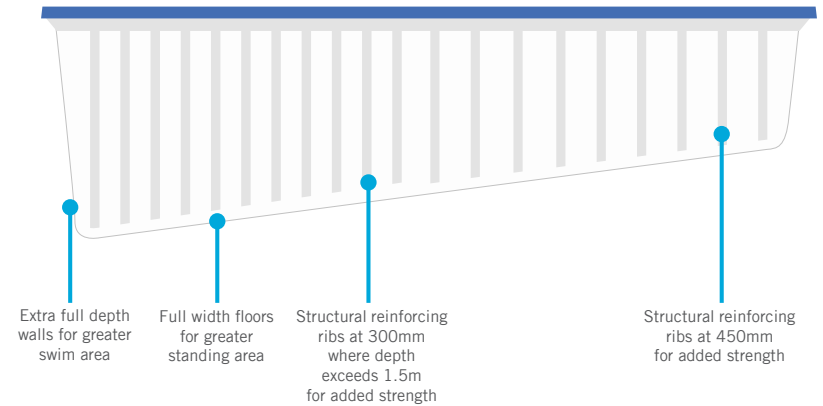 Extra full depth
walls for greater
swim area
Full width floors
for greater
standing area
Structural reinforcing
ribs at 300mm
where depth
exceeds 1.5m
for added strength
Structural reinforcing
ribs at 450mm
for added strength